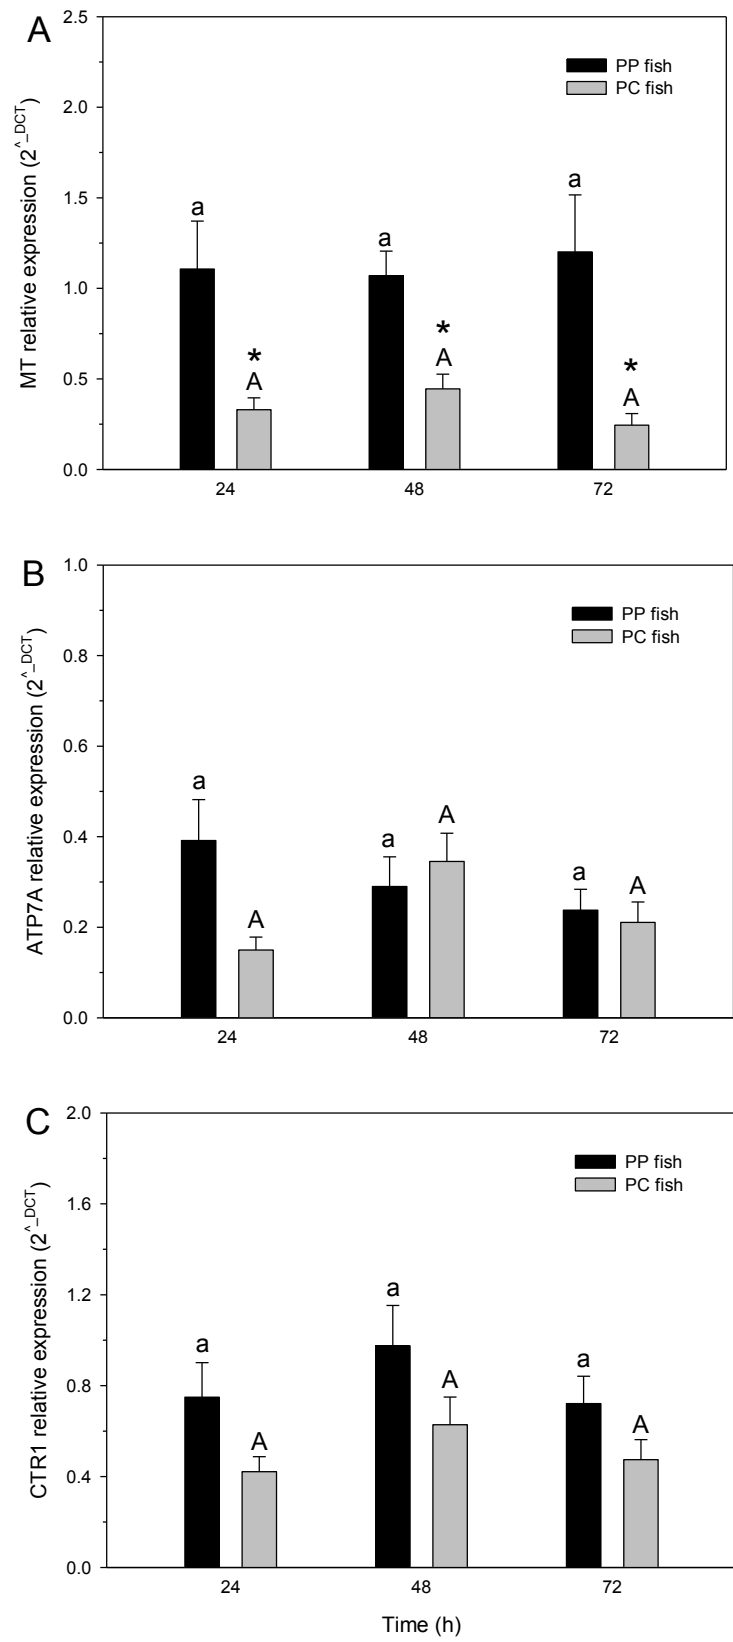 A
2.5
2.0
1.5
1.0
0.5
0.0
MT relative expression (2^_DCT)
PP fish
PC fish
a
a
a
*
A
*
A
*
A
24 48 72
B
1.0
0.8
0.6
0.4
0.2
0.0
ATP7A relative expression (2^_DCT)
PP fish
PC fish
a
A
a
A
a
A
24 48 72
C
2.0
1.6
1.2
0.8
0.4
0.0
CTR1 relative expression (2^_DCT)
PP fish
PC fish
a
A
a
A
a
A
24 48 72
Time (h)